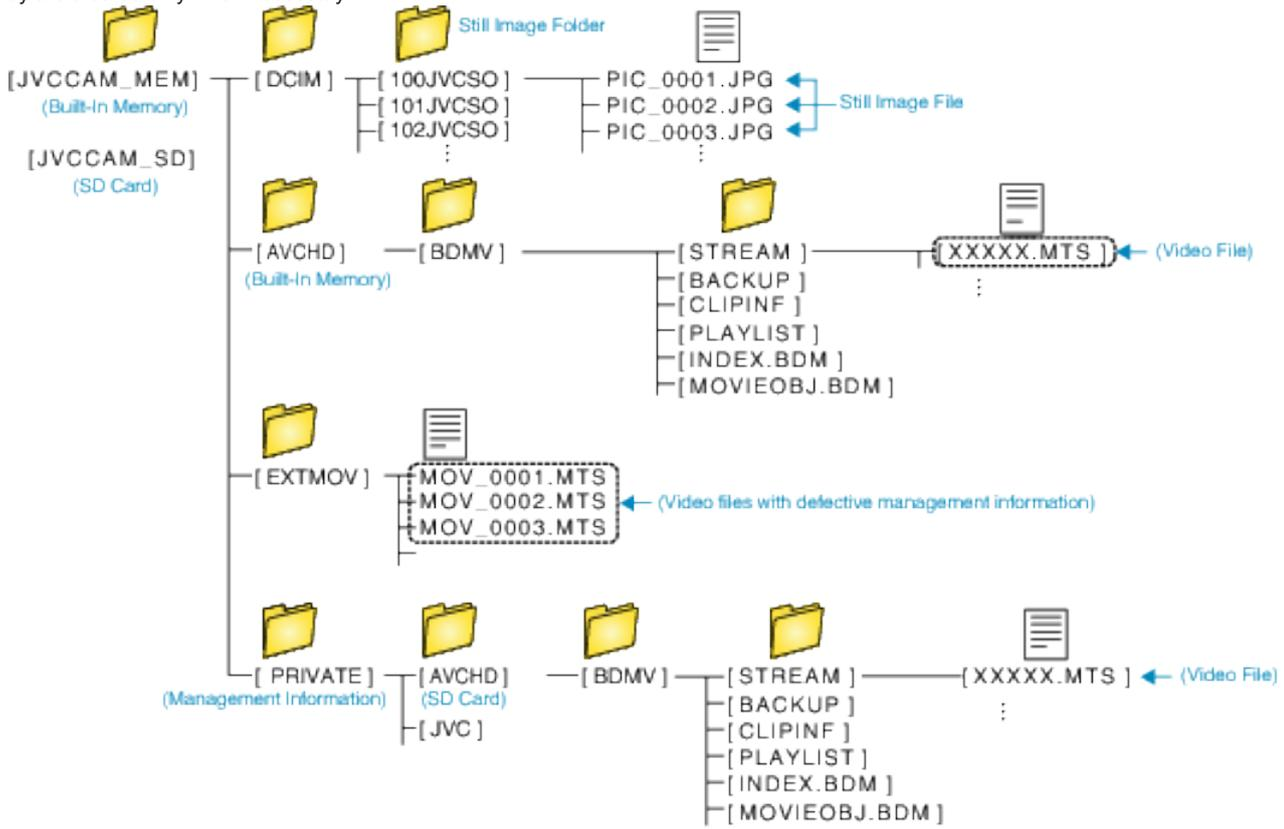 Still Image Folder
[JVCCAM_MEM] [DCIM] [100JVCSO] PIC_0001.JPG
(Built-In Memory) [101JVCSO] PIC_0002.JPG Still Image File
[102JVCSO] PIC_0003.JPG
[JVCCAM_SD]
(SD Card)
[AVCHD] [BDMV] [STREAM] [XXXXX.MTS] (Video File)
(Built-In Memory) [BACKUP]
[CLIPINF]
[PLAYLIST]
[INDEX.BDM]
[MOVIEOBJ.BDM]
[EXTMOV] MOV_0001.MTS
MOV_0002.MTS (Video files with defective management information)
MOV_0003.MTS
[PRIVATE] [AVCHD] [BDMV] [STREAM] [XXXXX.MTS] (Video File)
(Management Information) (SD Card) [BACKUP]
[JVC] [CLIPINF]
[PLAYLIST]
[INDEX.BDM]
[MOVIEOBJ.BDM]